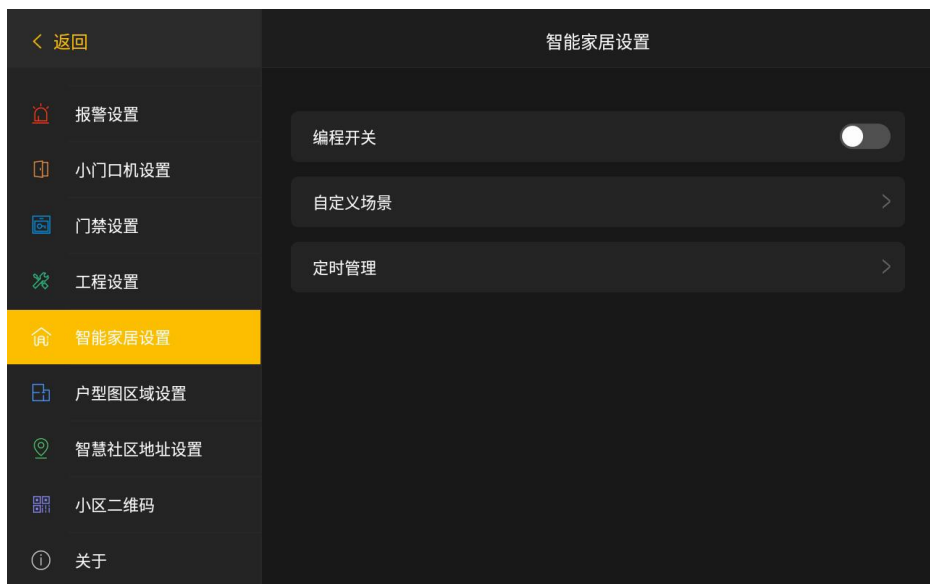 返回
智能家居设置
报警设置
小门口机设置
门禁设置
工程设置
智能家居设置
户型图区域设置
智慧社区地址设置
小区二维码
关于
编程开关
自定义场景
定时管理